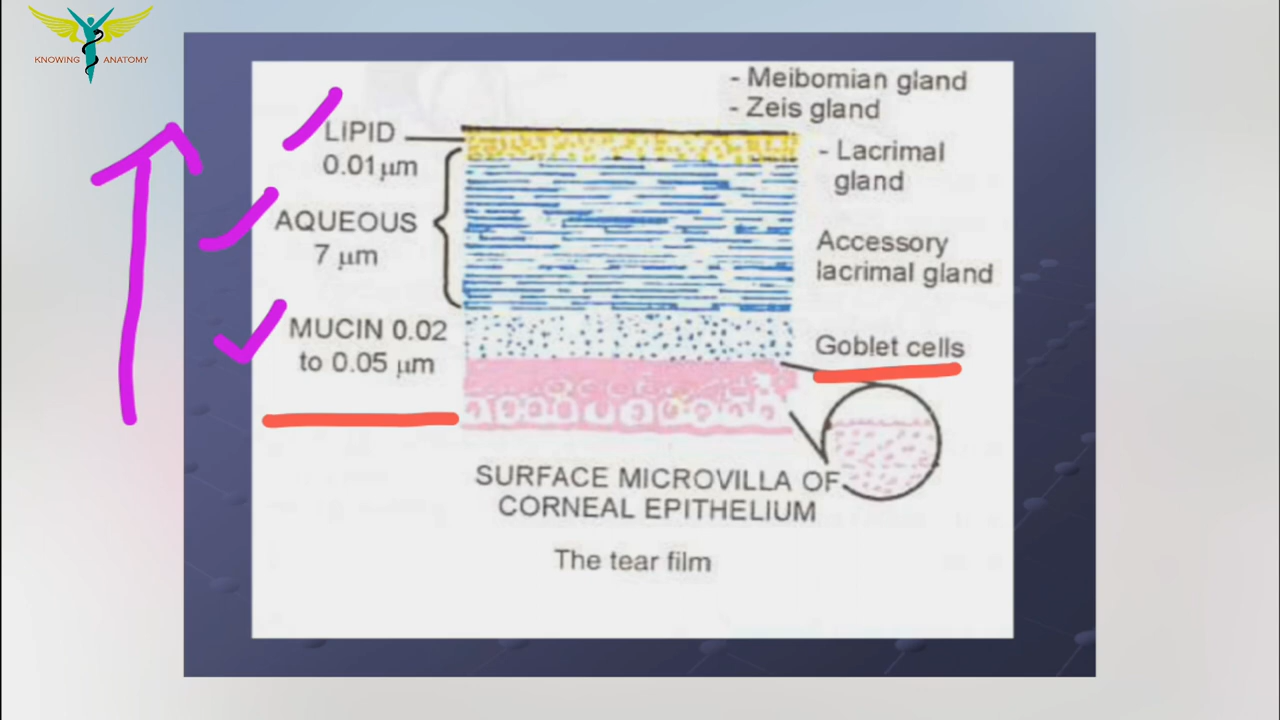 KNOWING ANATOMY
- Meibomian gland
- Zeis gland
LIPID
0.01 μm
- Lacrimal
gland
AQUEOUS
7 μm
Accessory
lacrimal gland
MUCIN 0.02
to 0.05 μm
Goblet cells
SURFACE MICROVILLA OF
CORNEAL EPITHELIUM
The tear film